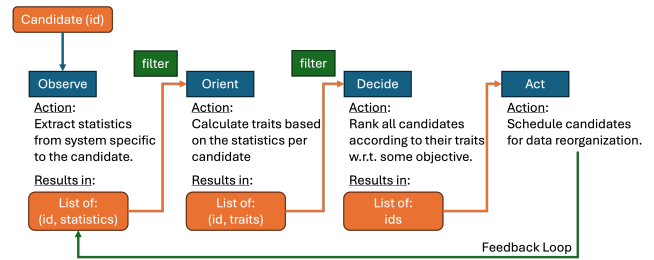 Candidate (id)
filter
filter
Observe
Orient
Decide
Act
Action:
Extract statistics
from system specific
to the candidate.
Action:
Calculate traits based
on the statistics per
candidate
Action:
Rank all candidates
according to their traits
w.r.t. some objective.
Action:
Schedule candidates
for data reorganization.
Results in:
List of:
(id, statistics)
Results in:
List of:
(id, traits)
Results in:
List of:
ids
Feedback Loop